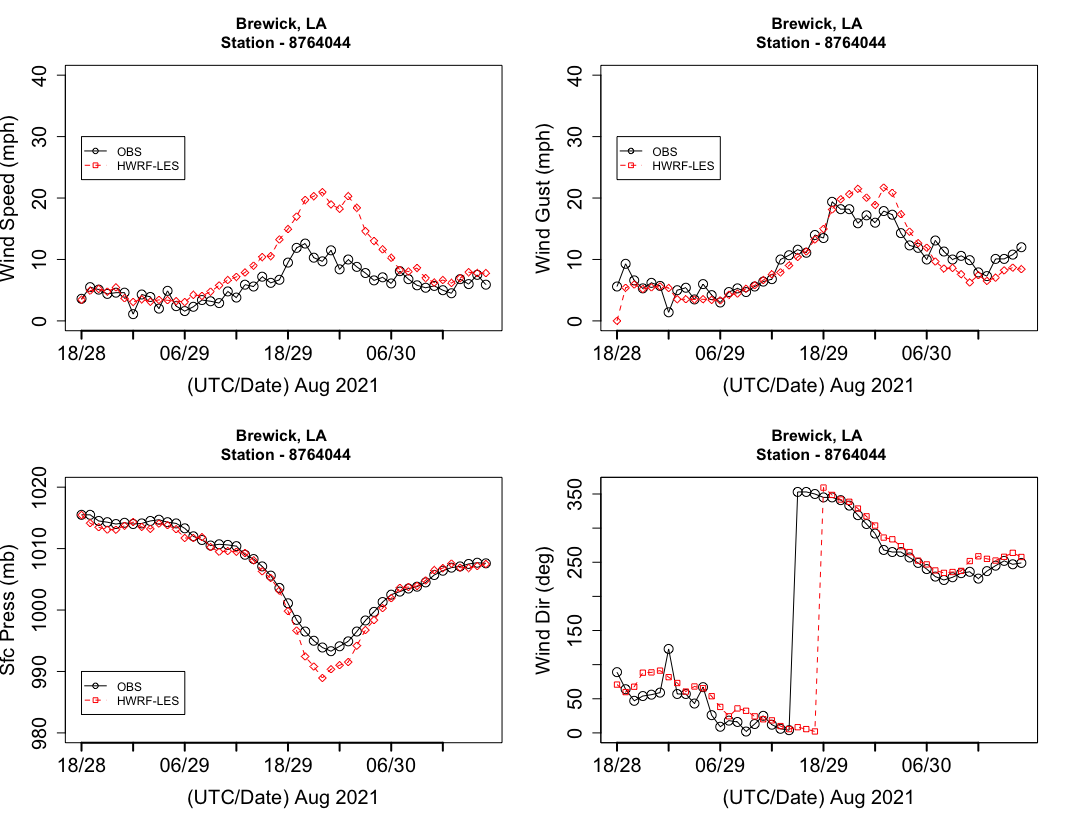 Brewick, LA
Station - 8764044
Wind Speed (mph)
40
30
20
10
0
OBS
HWRF-LES
18/28
06/29
18/29
06/30
(UTC/Date) Aug 2021
Brewick, LA
Station - 8764044
Wind Gust (mph)
40
30
20
10
0
OBS
HWRF-LES
18/28
06/29
18/29
06/30
(UTC/Date) Aug 2021
Brewick, LA
Station - 8764044
Sfc Press (mb)
1020
1010
1000
990
980
OBS
HWRF-LES
18/28
06/29
18/29
06/30
(UTC/Date) Aug 2021
Brewick, LA
Station - 8764044
Wind Dir (deg)
350
250
150
50
0
18/28
06/29
18/29
06/30
(UTC/Date) Aug 2021